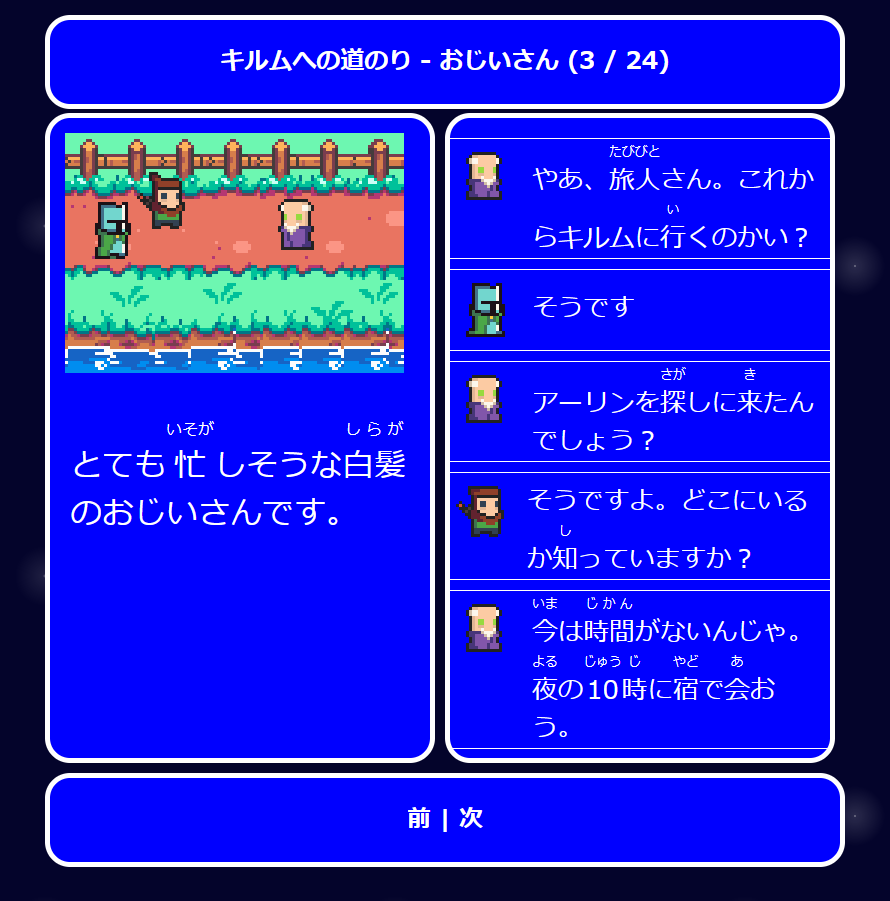 キルムへの道のり - おじいさん (3 / 24)
いそが しらが
とても忙しそうな白髪
のおじいさんです。
たびびと
やあ、旅人さん。これか
い
らキルムに行くのかい？
そうです
さが き
アーリンを探しに来たん
でしょう？
そうですよ。どこにいる
し
か知っていますか？
いま じかん
今は時間がないんじゃ。
よる じゅう じ やど あ
夜の10時に宿で会お
う。
前 | 次